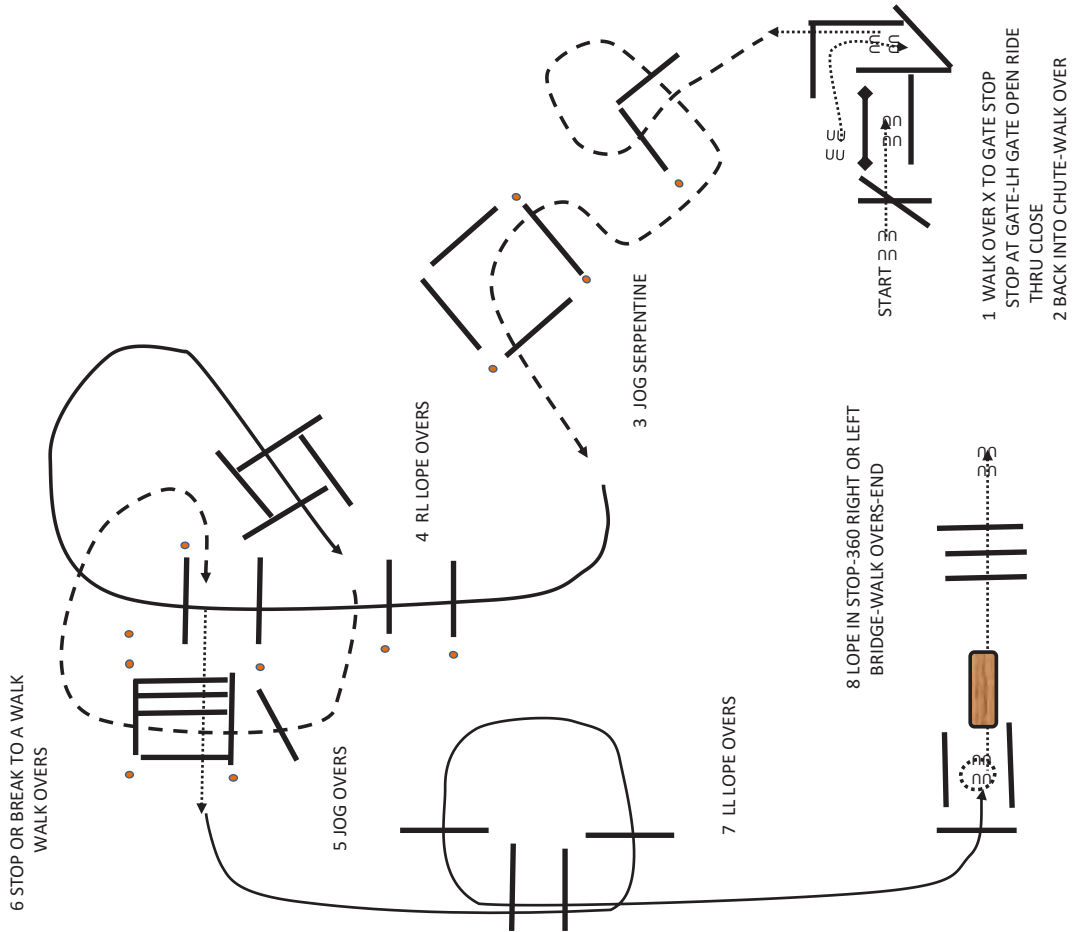 START
1 WALK OVER X TO GATE STOP
STOP AT GATE-LH GATE OPEN RIDE
THRU CLOSE
2 BACK INTO CHUTE-WALK OVER
3 JOG SERPENTINE
4 RL LOPE OVERS
5 JOG OVERS
6 STOP OR BREAK TO A WALK
WALK OVERS
7 LL LOPE OVERS
8 LOPE IN STOP-360 RIGHT OR LEFT
BRIDGE-WALK OVERS-END